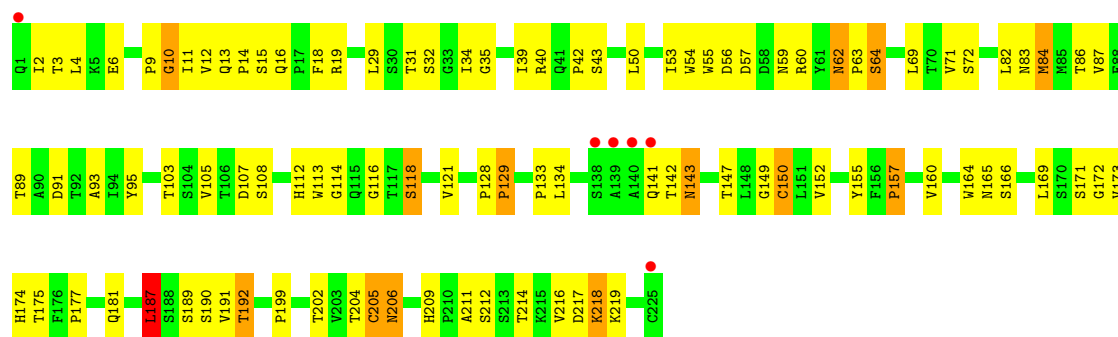 Q1 I2 T3 L4 K5 E6 P9 G10 I11 V12 Q13 P14 S15 Q16 P17 F18 R19 L29 S30 T31 S32 G33 I34 G35 I39 R40 Q41 P42 S43 L50 I53 W54 W55 D56 D57 D58 N59 R60 Y61 N62 P63 S64 L69 T70 V71 S72 L82 N83 M84 M85 T86 V87 E88
T89 A90 D91 T92 A93 I94 Y95 T103 S104 V105 T106 D107 S108 H112 W113 G114 Q115 G116 T117 S118 V121 P128 P129 P133 L134 S138 A139 A140 Q141 T142 N143 T147 L148 G149 C150 L151 V152 Y155 F156 P157 V160 W164 N165 S166 L169 S170 S171 G172 V173
H174 T175 F176 P177 Q181 L187 S188 S189 S190 V191 T192 P199 T202 V203 T204 C205 N206 H209 P210 A211 S212 S213 T214 K215 V216 D217 K218 K219 C225